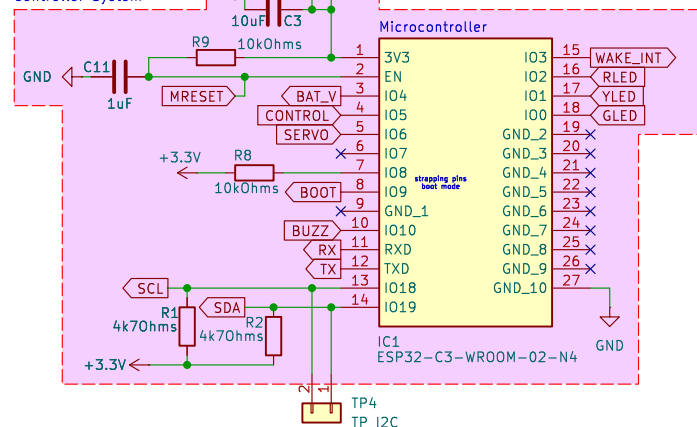 Controller System
10uF C3
Microcontroller
R9 10kOhms
GND C11
1uF
MRESET
BAT_V
CONTROL
SERVO
+3.3V R8
10kOhms
BOOT
BUZZ
RX
TX
SCL
SDA
R1
4k7Ohms
R2
4k7Ohms
+3.3V
1 3V3
2 EN
3 IO4
4 IO5
5 IO6
6 IO7
7 IO8
8 IO9
9 GND_1
10 IO10
11 RXD
12 TXD
13 IO18
14 IO19
strapping pins
boot mode
IO3 15 WAKE_INT
IO2 16 RLED
IO1 17 YLED
IO0 18 GLED
GND_2 19
GND_3 20
GND_4 21
GND_5 22
GND_6 23
GND_7 24
GND_8 25
GND_9 26
GND_10 27
GND
IC1
ESP32-C3-WROOM-02-N4
2 1
TP4
TP_I2C